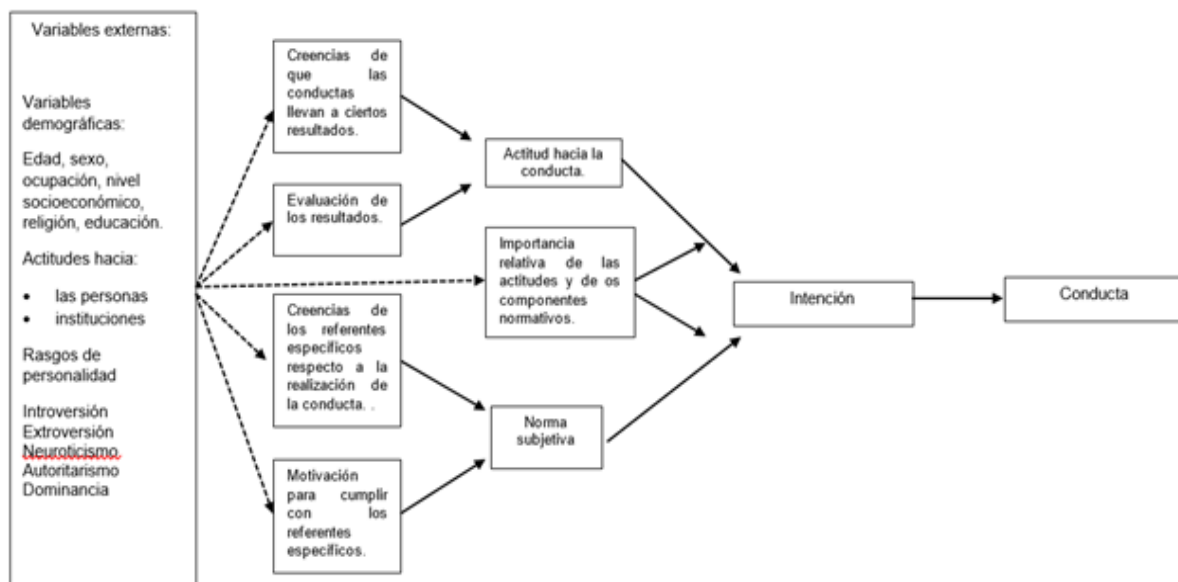 Variables externas:
Variables
demográficas:
Edad, sexo,
ocupación, nivel
socioeconómico,
religión, educación.
Actitudes hacia:
• las personas
• instituciones
Rasgos de
personalidad
Introversión
Extroversión
Neuroticismo
Autoritarismo
Dominancia
Creencias de
que las
conductas
llevan a ciertos
resultados.
Evaluación de
los resultados.
Creencias de
los referentes
específicos
respecto a la
realización de
la conducta. .
Motivación
para cumplir
con los
referentes
específicos.
Actitud hacia la
conducta.
Importancia
relativa de las
actitudes y de os
componentes
normativos.
Norma
subjetiva
Intención
Conducta